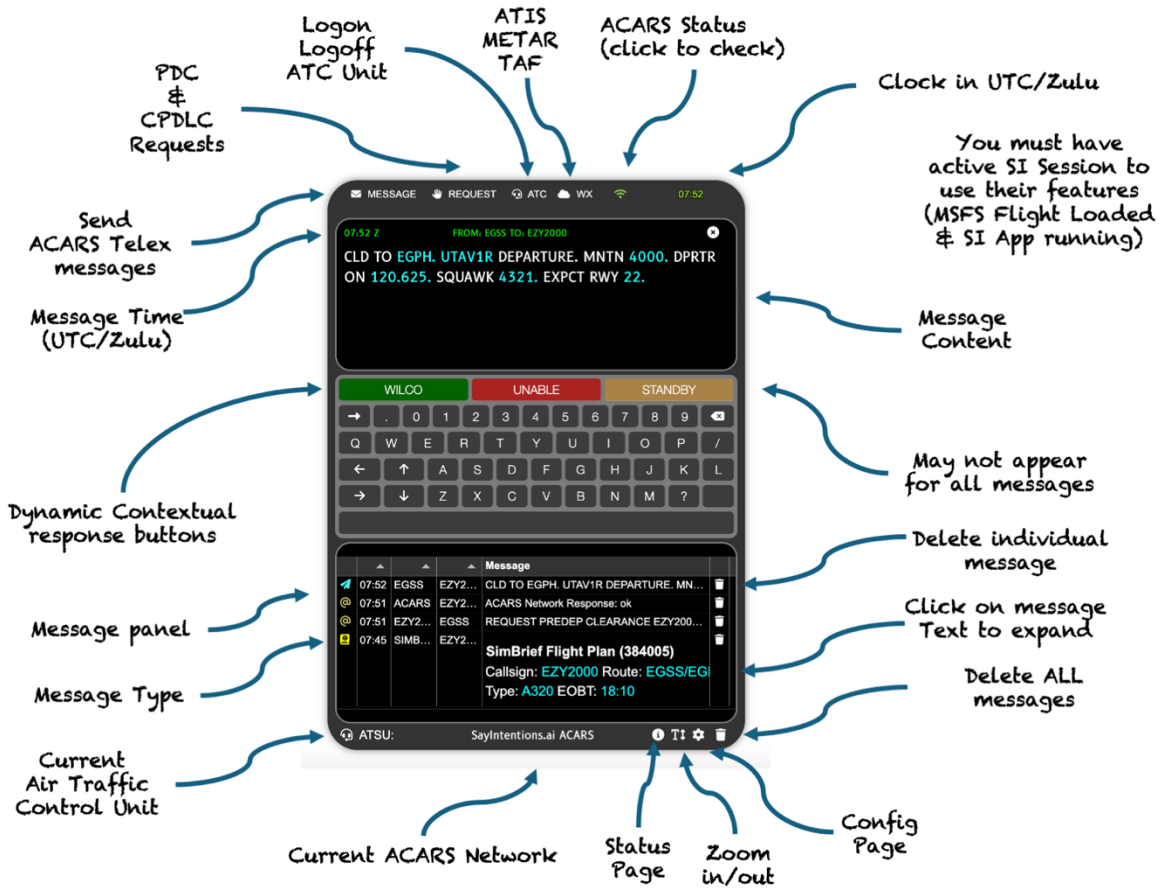 Logon
Logoff
ATC Unit
ATIS
METAR
TAF
ACARS Status
(click to check)
PDC
&
CPDLC
Requests
Clock in UTC/Zulu
You must have
active SI Session to
use their features
(MSFS Flight Loaded
& SI App running)
Send
ACARS Telex
messages
Message Time
(UTC/Zulu)
MESSAGE REQUEST ATC WX 07:52
07:52 Z FROM: EGSS TO: EZY2000
CLD TO EGPH. UTAV1R DEPARTURE. MNTN 4000. DPRTR
ON 120.625. SQUAWK 4321. EXPCT RWY 22.
Message
Content
WILCO UNABLE STANDBY
→ . 0 1 2 3 4 5 6 7 8 9
Q W E R T Y U I O P /
← ↑ A S D F G H J K L
→ ↓ Z X C V B N M ?
May not appear
for all messages
Dynamic Contextual
response buttons
Delete individual
message
Message
07:52 EGSS EZY2... CLD TO EGPH. UTAV1R DEPARTURE. MN...
@ 07:51 ACARS EZY2... ACARS Network Response: ok
@ 07:51 EZY2... EGSS REQUEST PREDEP CLEARANCE EZY200...
07:45 SIMB... EZY2...
SimBrief Flight Plan (384005)
Callsign: EZY2000 Route: EGSS/EG
Type: A320 EOBT: 18:10
Click on message
Text to expand
Message panel
Message Type
Delete ALL
messages
ATSU: SayIntentions.ai ACARS
Current
Air Traffic
Control Unit
Current ACARS Network
Status
Page
Zoom
in/out
Config
Page